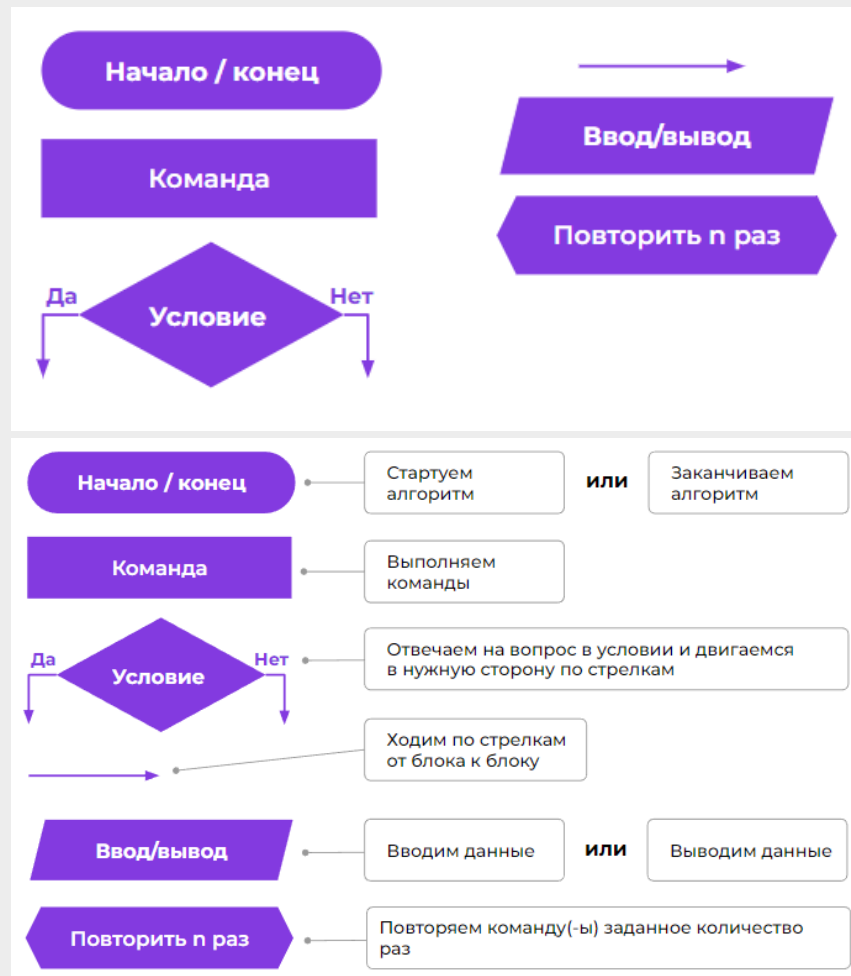 Начало / конец
Команда
Да
Нет
Условие
Ввод/вывод
Повторить n раз
Начало / конец
Стартуем
алгоритм
или
Заканчиваем
алгоритм
Команда
Выполняем
команды
Да
Нет
Условие
Отвечаем на вопрос в условии и двигаемся
в нужную сторону по стрелкам
Ходим по стрелкам
от блока к блоку
Ввод/вывод
Вводим данные
или
Выводим данные
Повторить n раз
Повторяем команду(-ы) заданное количество
раз